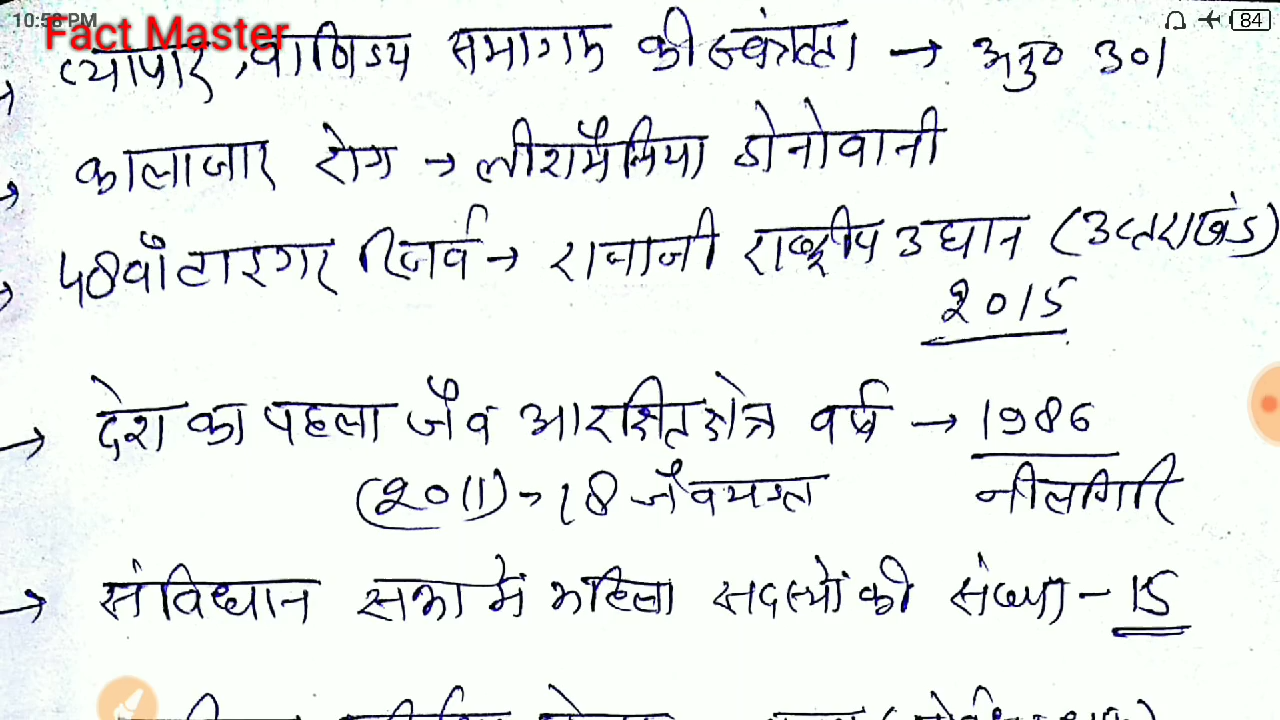 10:58 PM 84
Fact Master
→ व्यापार, वाणिज्य समागम की स्वतंत्रता → अनु० 301
→ कालाजार रोग → लीशमैनिया डोनोवानी
→ 48वाँ टाइगर रिजर्व → राजाजी राष्ट्रीय उद्यान (उत्तराखंड)
2015
→ देश का पहला जैव आरक्षित क्षेत्र वर्ष → 1986
(2011) → 18 जैवमण्डल नीलगिरि
→ संविधान सभा में महिला सदस्यों की संख्या - 15